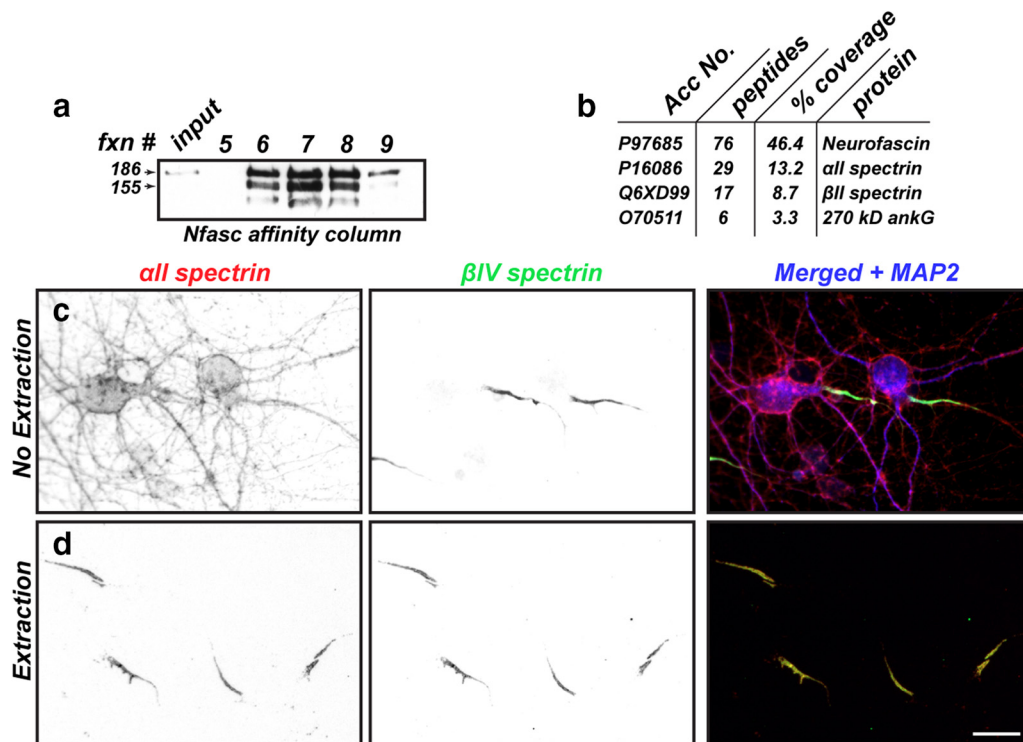 a
fxn # input 5 6 7 8 9
186
155
Nfasc affinity column
b
Acc No. peptides % coverage protein
P97685 76 46.4 Neurofascin
P16086 29 13.2 αII spectrin
Q6XD99 17 8.7 βII spectrin
O70511 6 3.3 270 kD ankG
αII spectrin βIV spectrin Merged + MAP2
No Extraction
c
Extraction
d